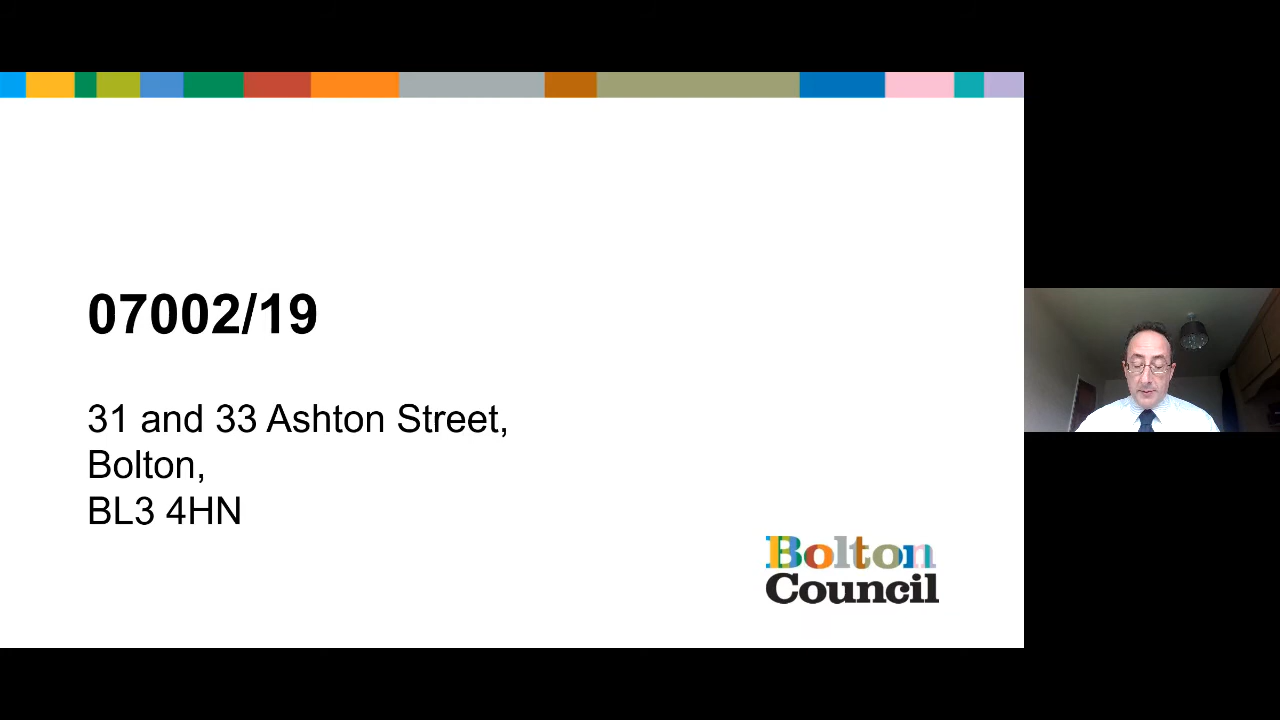 07002/19
31 and 33 Ashton Street,
Bolton,
BL3 4HN
Bolton
Council